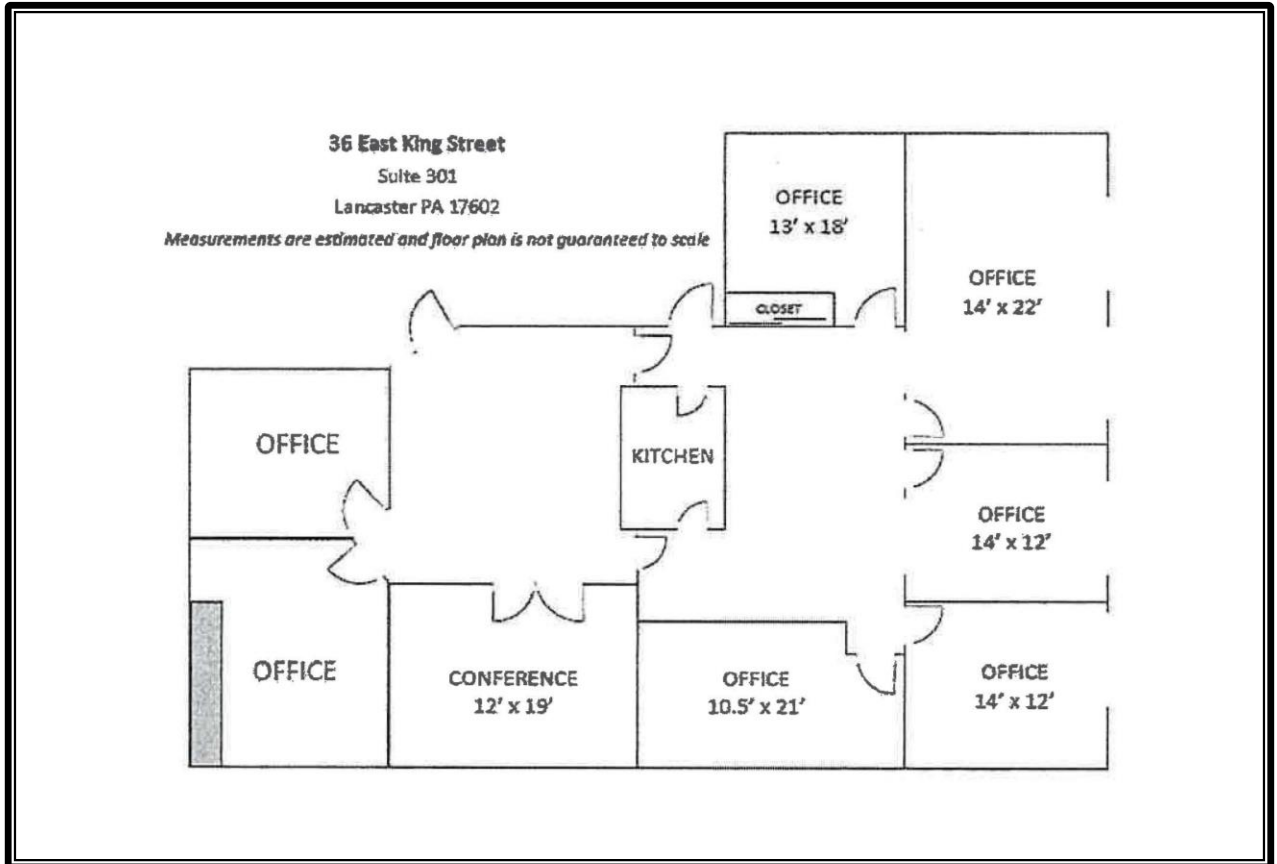 36 East King Street
Suite 301
Lancaster PA 17602
Measurements are estimated and floor plan is not guaranteed to scale
OFFICE
13' x 18'
CLOSET
OFFICE
14' x 22'
OFFICE
KITCHEN
OFFICE
14' x 12'
OFFICE
CONFERENCE
12' x 19'
OFFICE
10.5' x 21'
OFFICE
14' x 12'